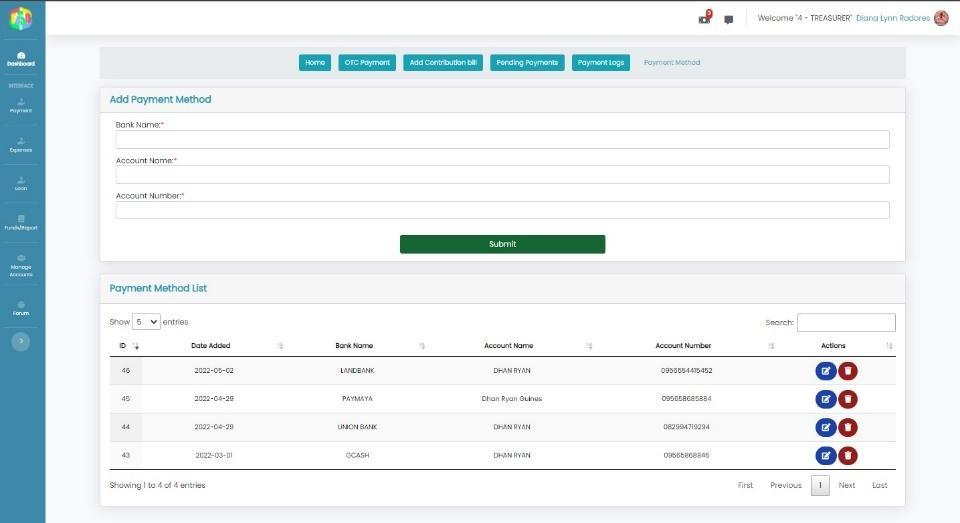 Welcome "4 - TREASURER" Diana Lynn Radores
Dashboard
INTERFACE
Payment
Expenses
Loan
Funds/Report
Manage
Accounts
Forum
Home OTC Payment Add Contribution bill Pending Payments Payment Logs Payment Method
Add Payment Method
Bank Name:*
Account Name:*
Account Number:*
Submit
Payment Method List
Show 5 entries Search:
ID Date Added Bank Name Account Name Account Number Actions
46 2022-05-02 LANDBANK DHAN RYAN 0956554415452
45 2022-04-29 PAYMAYA Dhan Ryan Guines 095658685884
44 2022-04-29 UNION BANK DHAN RYAN 082994719294
43 2022-03-01 GCASH DHAN RYAN 09565868846
Showing 1 to 4 of 4 entries First Previous 1 Next Last